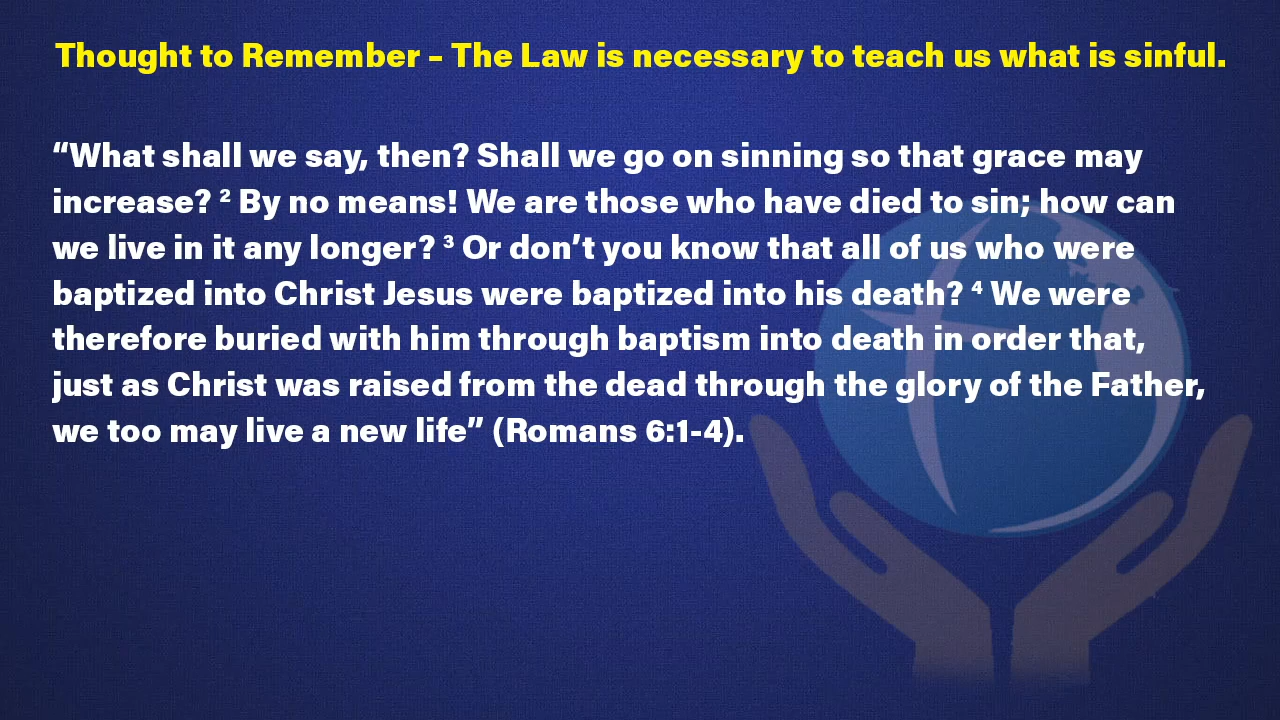 Thought to Remember – The Law is necessary to teach us what is sinful.
“What shall we say, then? Shall we go on sinning so that grace may
increase? ² By no means! We are those who have died to sin; how can
we live in it any longer? ³ Or don’t you know that all of us who were
baptized into Christ Jesus were baptized into his death? ⁴ We were
therefore buried with him through baptism into death in order that,
just as Christ was raised from the dead through the glory of the Father,
we too may live a new life” (Romans 6:1-4).